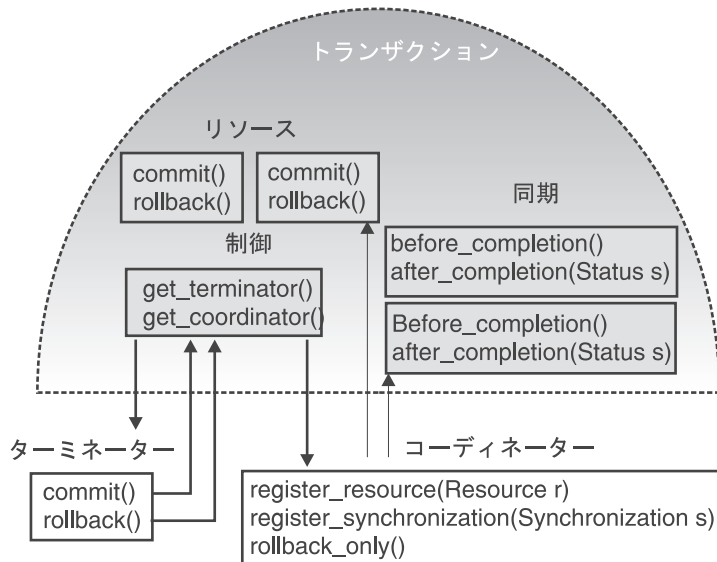 トランザクション
リソース
commit()
rollback()
commit()
rollback()
同期
before_completion()
after_completion(Status s)
制御
get_terminator()
get_coordinator()
Before_completion()
after_completion(Status s)
ターミネーター
commit()
rollback()
コーディネーター
register_resource(Resource r)
register_synchronization(Synchronization s)
rollback_only()